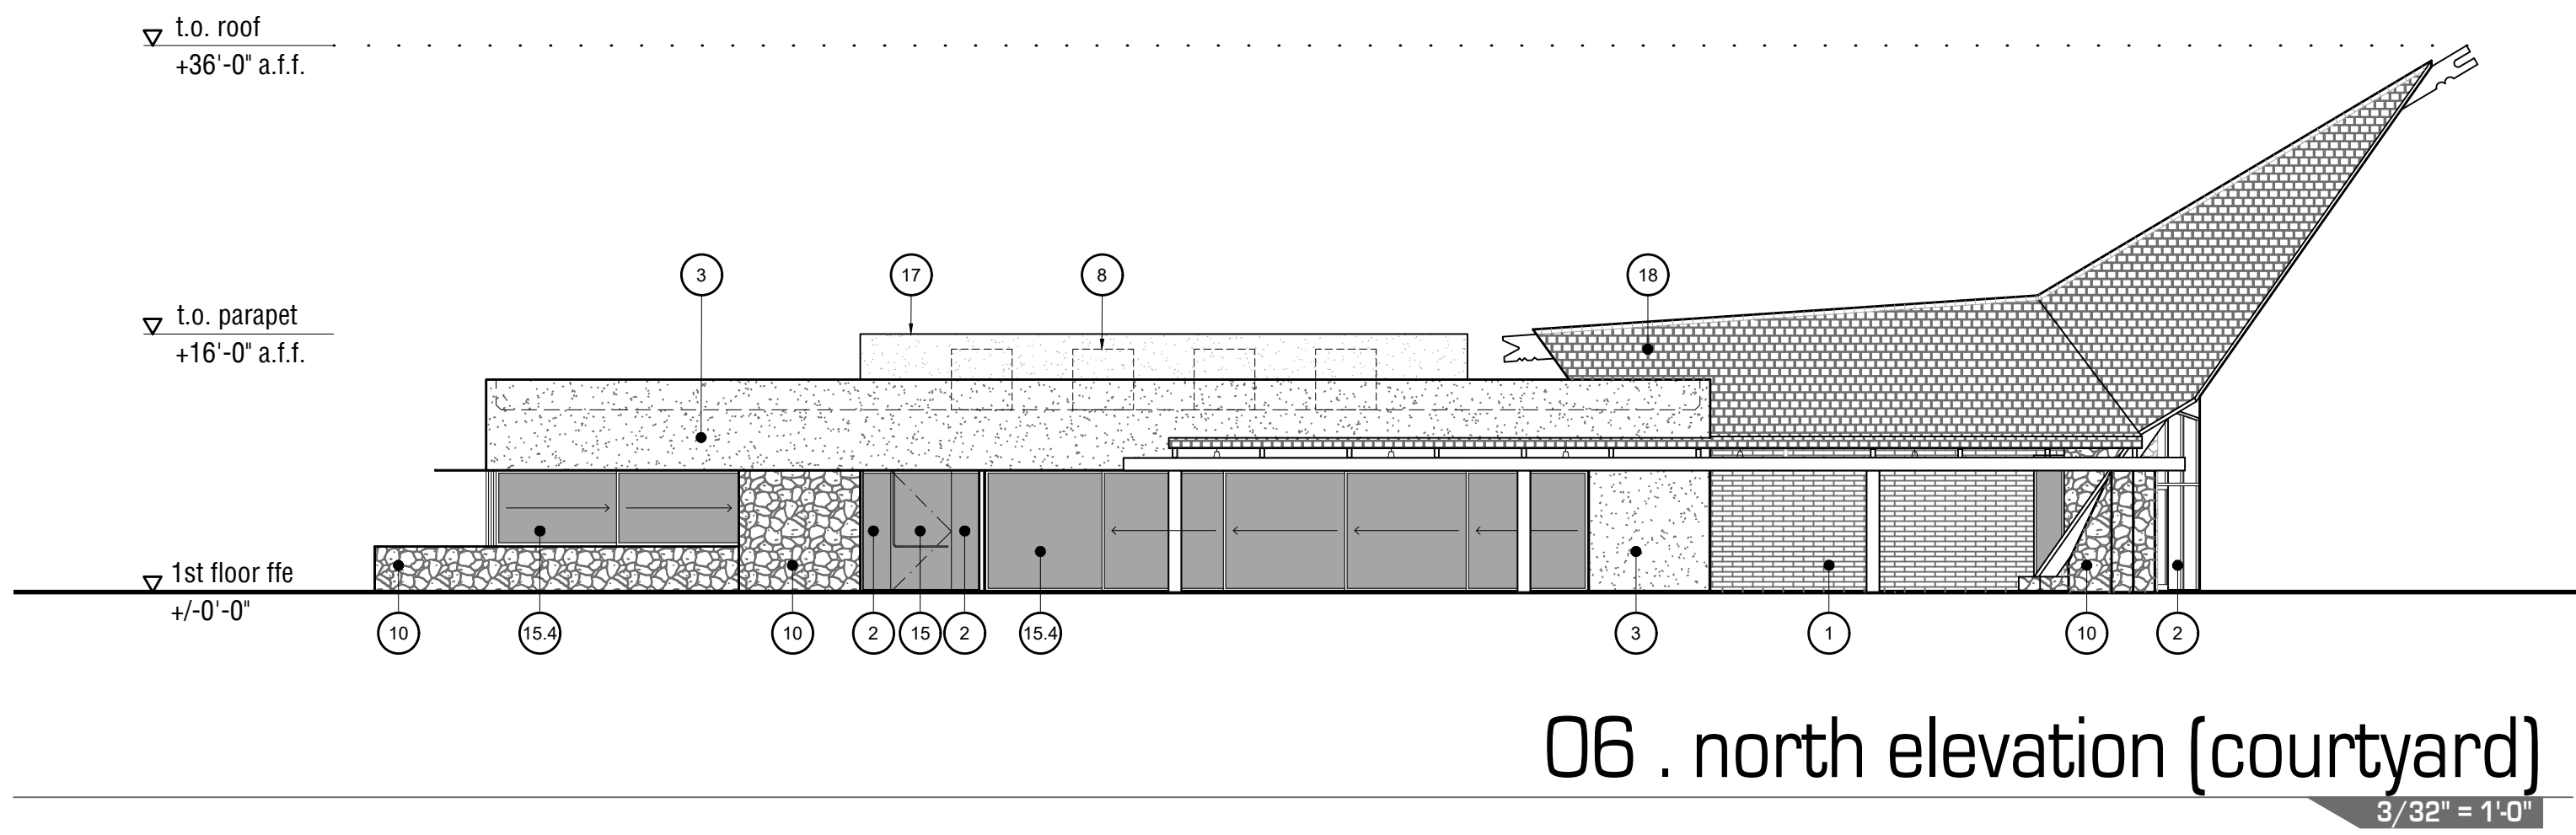 t.o. roof
+36'-0" a.f.f.
3
17
8
18
t.o. parapet
+16'-0" a.f.f.
1st floor ffe
+/-0'-0"
10
15.4
10
2
15
2
15.4
3
1
10
2
06 . north elevation (courtyard)
3/32" = 1'-0"